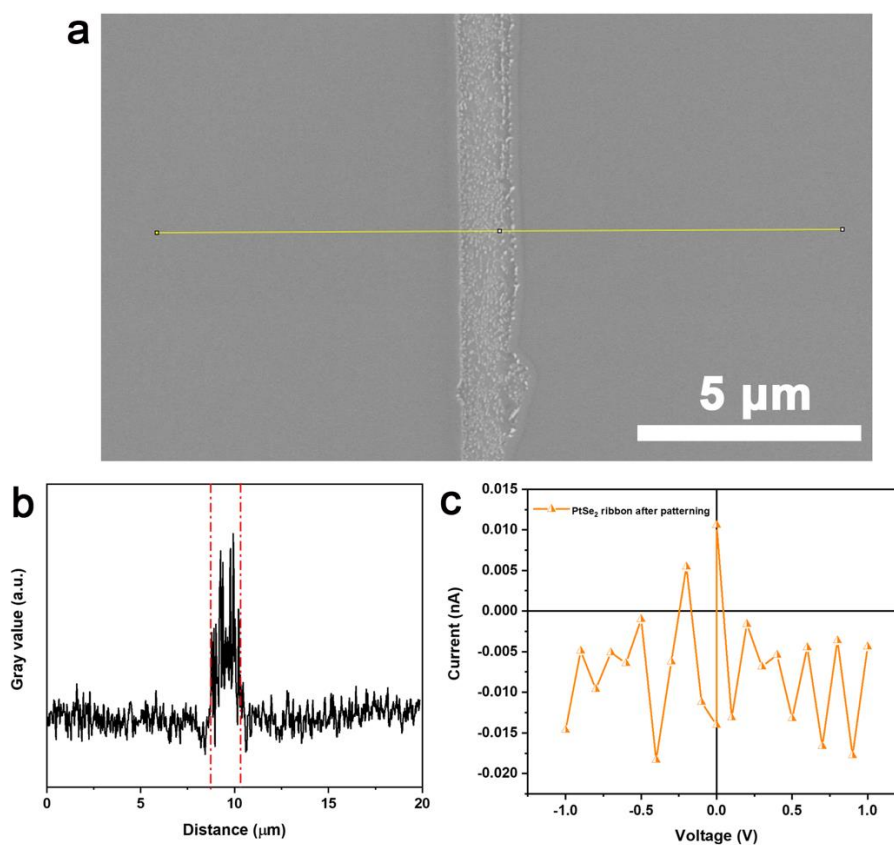 a
5 µm
b
Gray value (a.u.)
0
5
10
15
20
Distance (µm)
c
0.015
0.010
0.005
0.000
-0.005
-0.010
-0.015
-0.020
Current (nA)
PtSe₂ ribbon after patterning
-1.0
-0.5
0.0
0.5
1.0
Voltage (V)